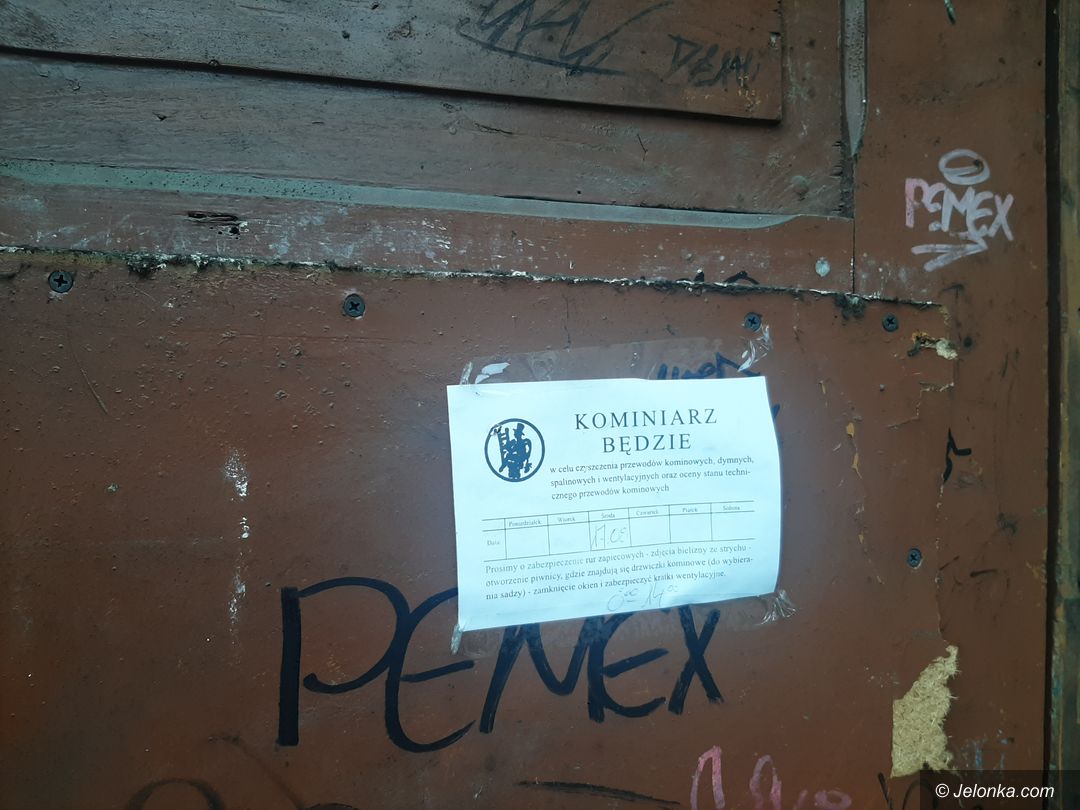 PEMEX
KOMINIARZ
BĘDZIE
w celu czyszczenia przewodów kominowych, dymnych,
spalinowych i wentylacyjnych oraz oceny stanu techni-
cznego przewodów kominowych
Poniedziałek Wtorek Środa Czwartek Piątek Sobota
Data:
Prosimy o zabezpieczenie rur zapiecowych - zdjęcia bielizny ze strychu -
otworzenie piwnicy, gdzie znajdują się drzwiczki kominowe (do wybiera-
nia sadzy) - zamknięcie okien i zabezpieczyć kratki wentylacyjne.
PEMEX
© Jelonka.com